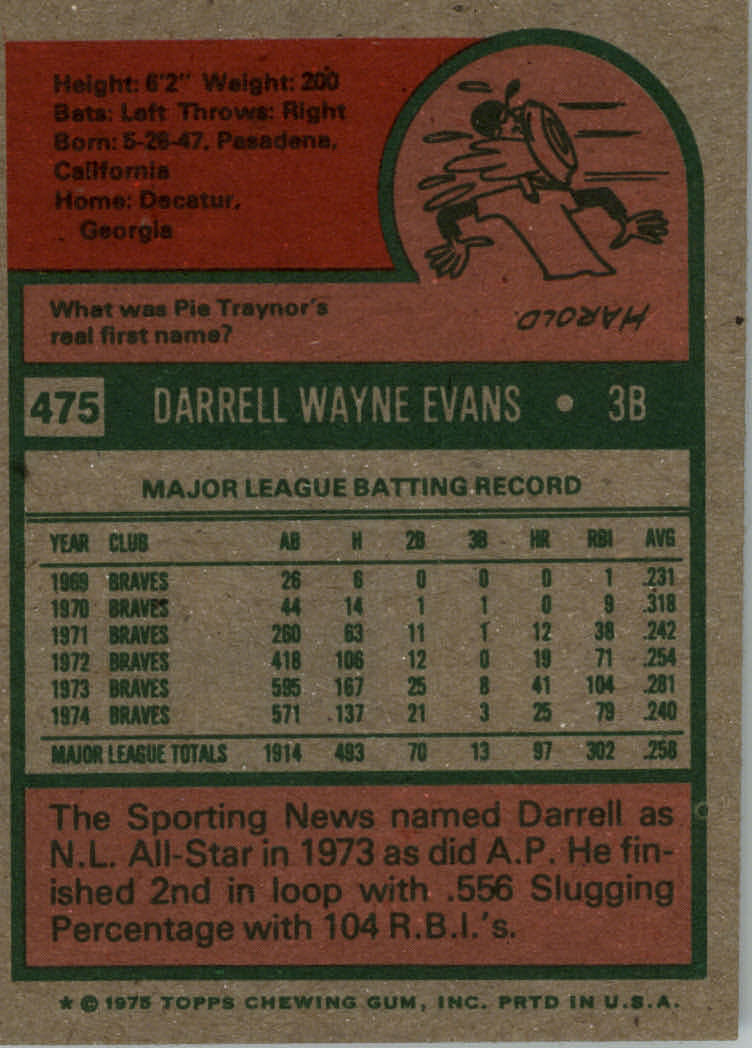 Height: 6'2" Weight: 200
Bats: Left Throws: Right
Born: 5-26-47, Pasadena,
California
Home: Decatur,
Georgia
What was Pie Traynor's
real first name?
HAROLD
475 DARRELL WAYNE EVANS • 3B
MAJOR LEAGUE BATTING RECORD
YEAR CLUB AB H 2B 3B HR RBI AVG
1969 BRAVES 26 6 0 0 0 1 .231
1970 BRAVES 44 14 1 1 0 9 .318
1971 BRAVES 260 63 11 1 12 38 .242
1972 BRAVES 418 106 12 0 19 71 .254
1973 BRAVES 595 167 25 8 41 104 .281
1974 BRAVES 571 137 21 3 25 79 .240
MAJOR LEAGUE TOTALS 1914 493 70 13 97 302 .258
The Sporting News named Darrell as
N.L. All-Star in 1973 as did A.P. He fin-
ished 2nd in loop with .556 Slugging
Percentage with 104 R.B.I.'s.
* © 1975 TOPPS CHEWING GUM, INC. PRTD IN U.S.A.